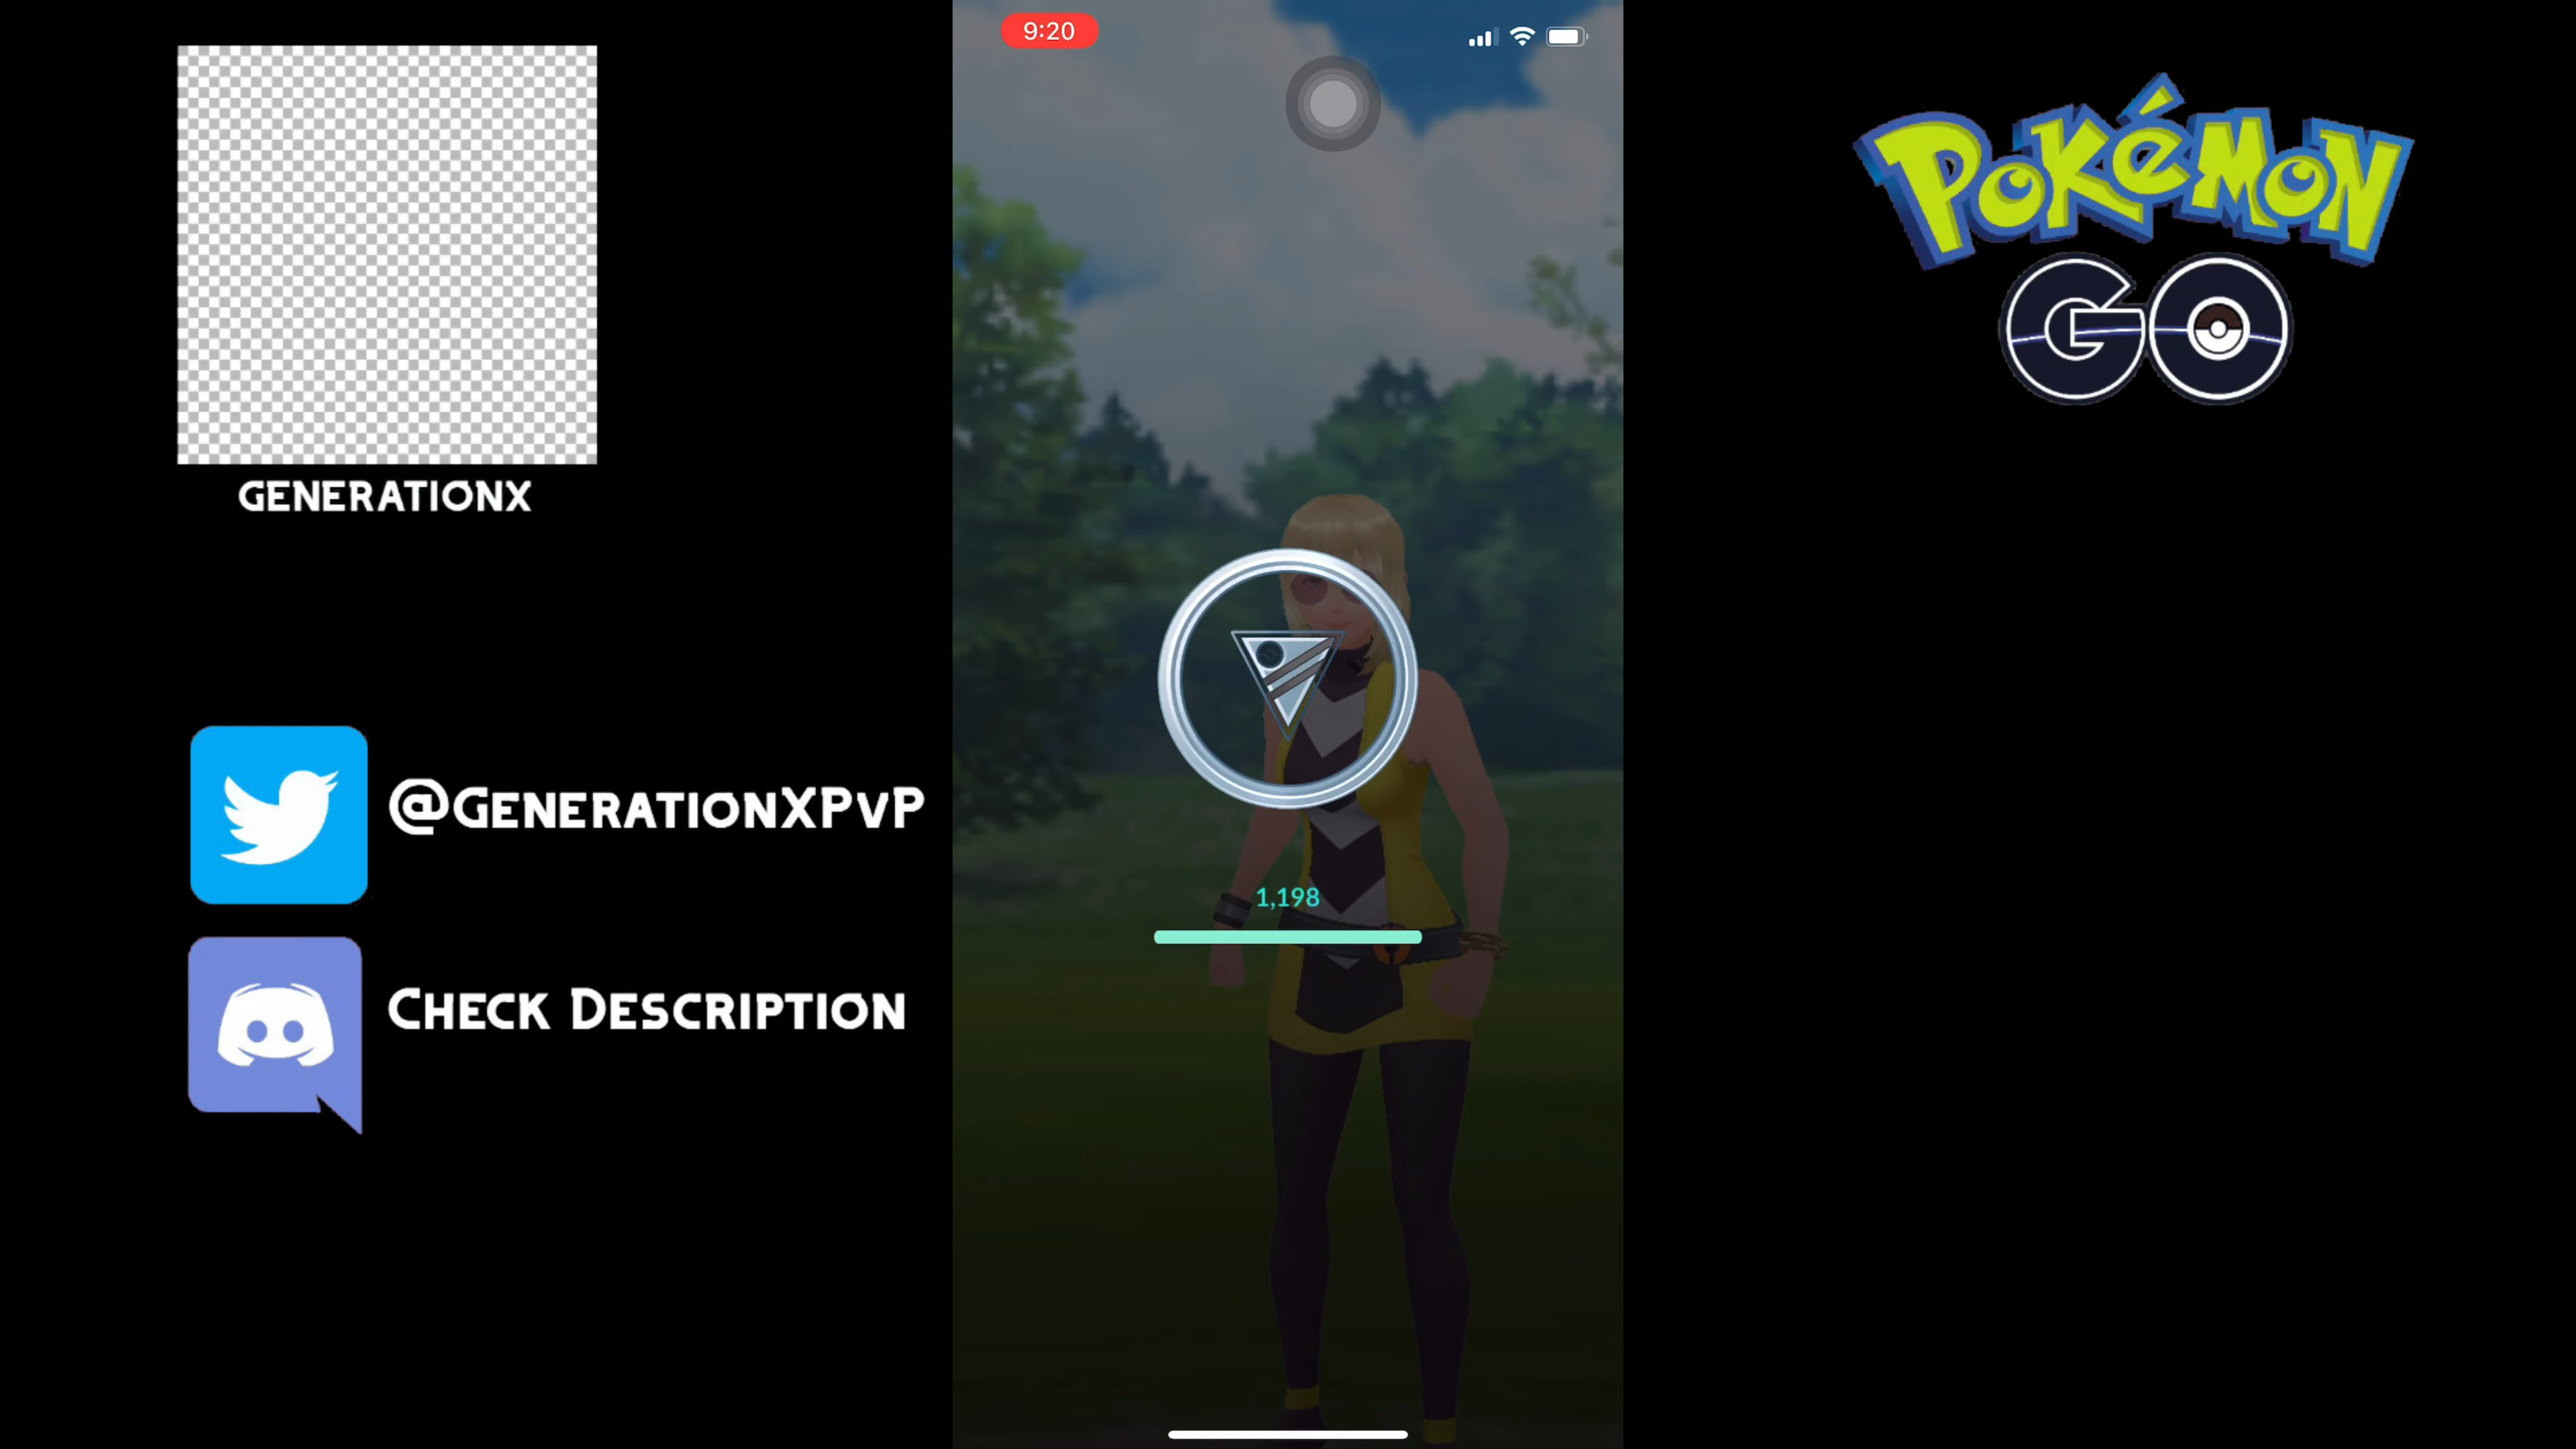 9:20
POKéMON
GO
GENERATIONX
@GENERATIONXPVP
CHECK DESCRIPTION
1,198